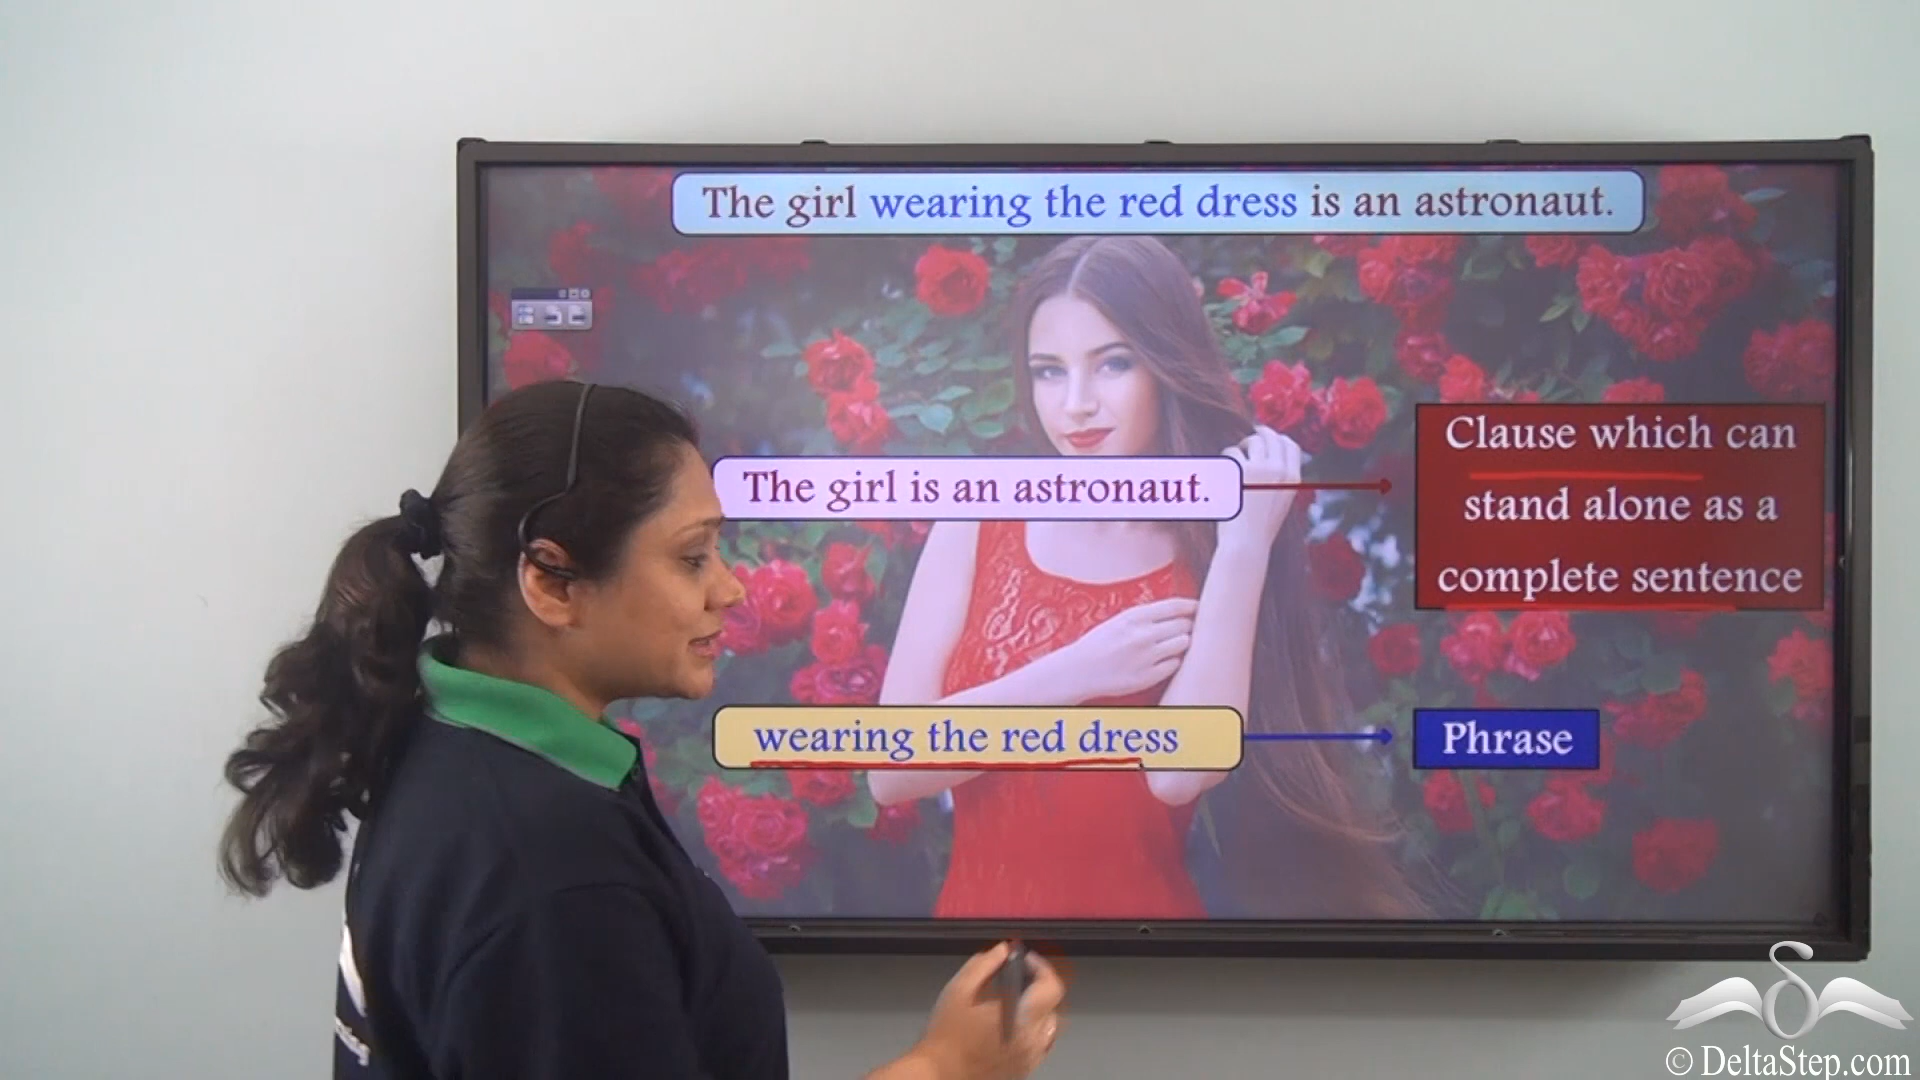 The girl wearing the red dress is an astronaut.
The girl is an astronaut.
Clause which can
stand alone as a
complete sentence
wearing the red dress
Phrase
© DeltaStep.com